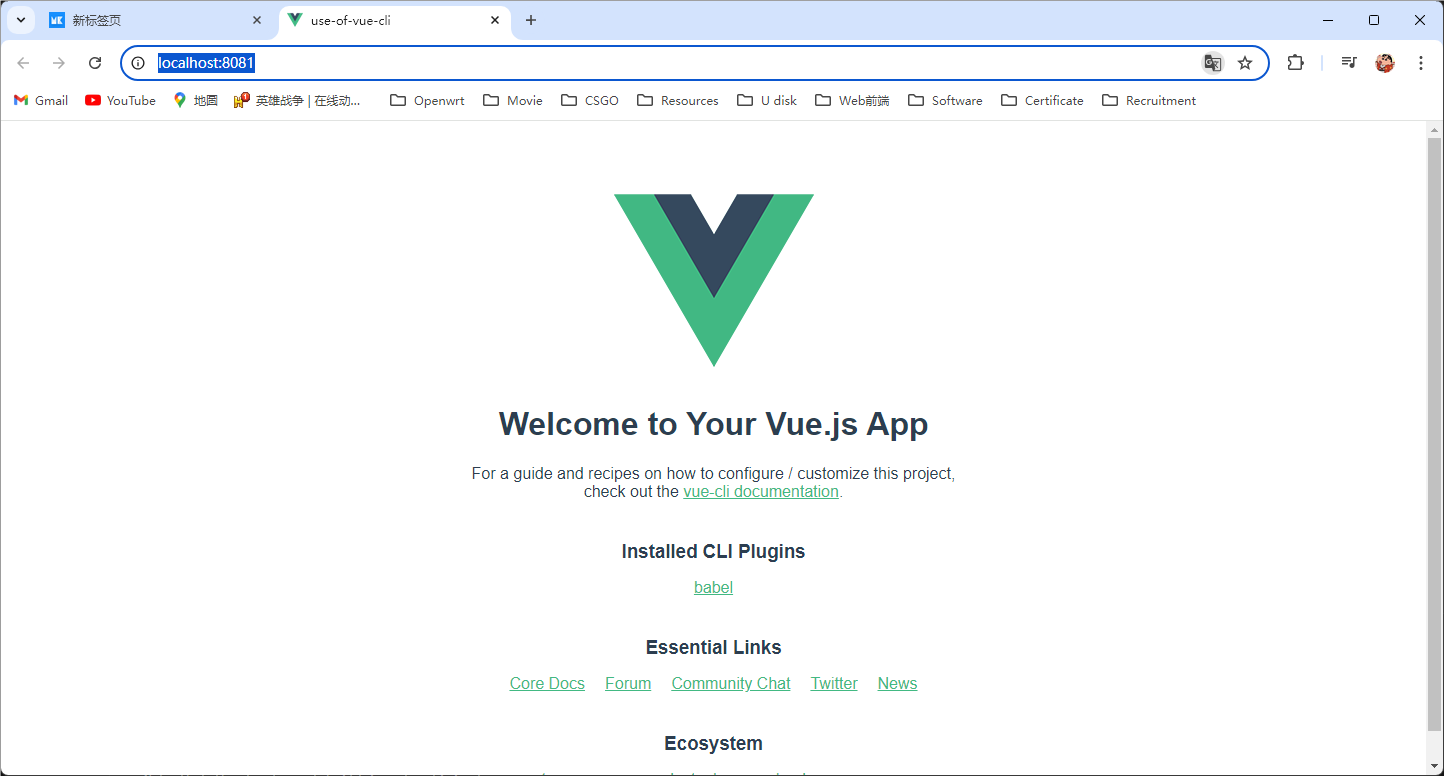 新标签页
use-of-vue-cli
localhost:8081
Gmail YouTube 地图 英雄战争 | 在线动... Openwrt Movie CSGO Resources U disk Web前端 Software Certificate Recruitment
Welcome to Your Vue.js App
For a guide and recipes on how to configure / customize this project,
check out the vue-cli documentation.
Installed CLI Plugins
babel
Essential Links
Core Docs Forum Community Chat Twitter News
Ecosystem